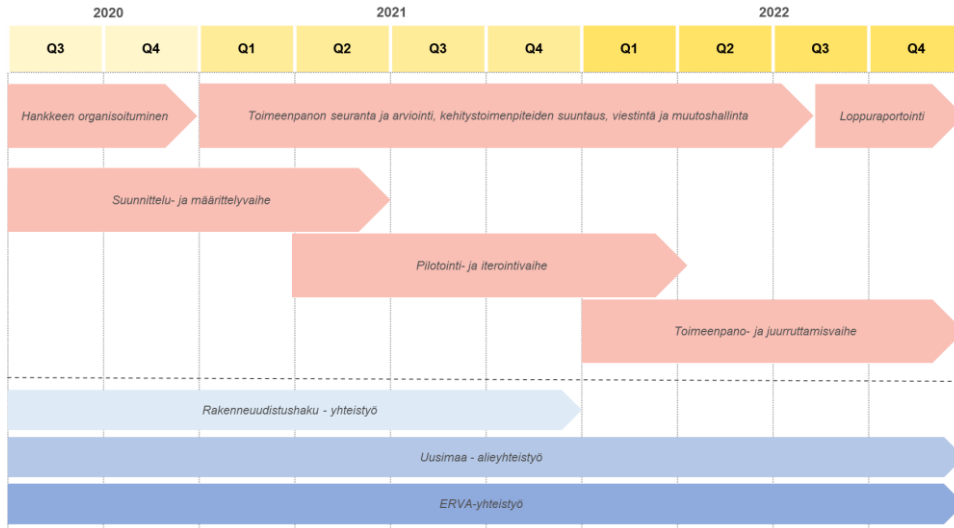 2020 2021 2022
Q3 Q4 Q1 Q2 Q3 Q4 Q1 Q2 Q3 Q4
Hankkeen organisoituminen
Toimeenpanon seuranta ja arviointi, kehitystoimenpiteiden suuntaus, viestintä ja muutoshallinta
Loppuraportointi
Suunnittelu- ja määrittelyvaihe
Pilotointi- ja iterointivaihe
Toimeenpano- ja juurruttamisvaihe
Rakenneuudistushaku - yhteistyö
Uusimaa - alieyhteistyö
ERVA-yhteistyö